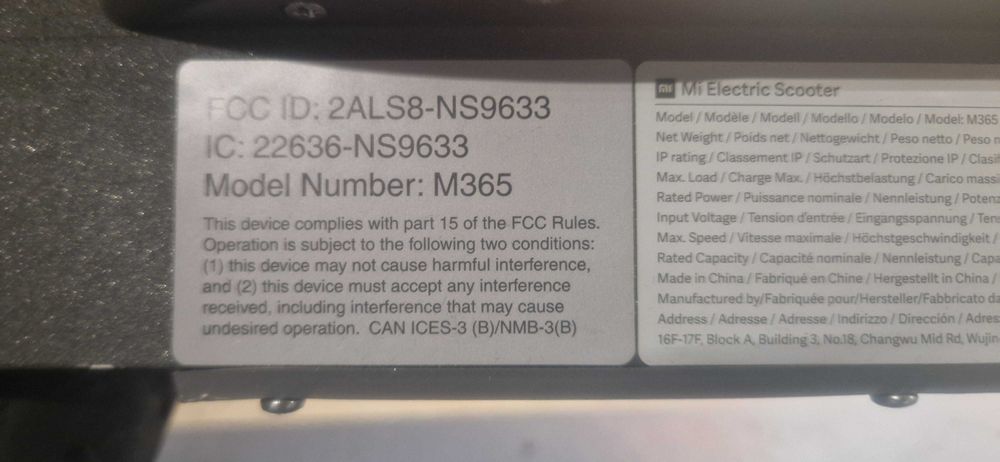 FCC ID: 2ALS8-NS9633
IC: 22636-NS9633
Model Number: M365
This device complies with part 15 of the FCC Rules.
Operation is subject to the following two conditions:
(1) this device may not cause harmful interference,
and (2) this device must accept any interference
received, including interference that may cause
undesired operation. CAN ICES-3 (B)/NMB-3(B)
mi Mi Electric Scooter
Model / Modèle / Modell / Modello / Modelo / Model: M365
Net Weight / Poids net / Nettogewicht / Peso netto / Peso
IP rating / Classement IP / Schutzart / Protezione IP /
Max. Load / Charge Max. / Höchstbelastung / Carico
Rated Power / Puissance nominale / Nennleistung /
Input Voltage / Tension d'entrée / Eingangsspannung /
Max. Speed / Vitesse maximale / Höchstgeschwindigkeit /
Rated Capacity / Capacité nominale / Nennleistung /
Made in China / Fabriqué en Chine / Hergestellt in China /
Manufactured by/Fabriquée pour/Hersteller/Fabbricato
Address / Adresse / Adresse / Indirizzo / Dirección /
16F-17F, Block A, Building 3, No.18, Changwu Mid Rd,